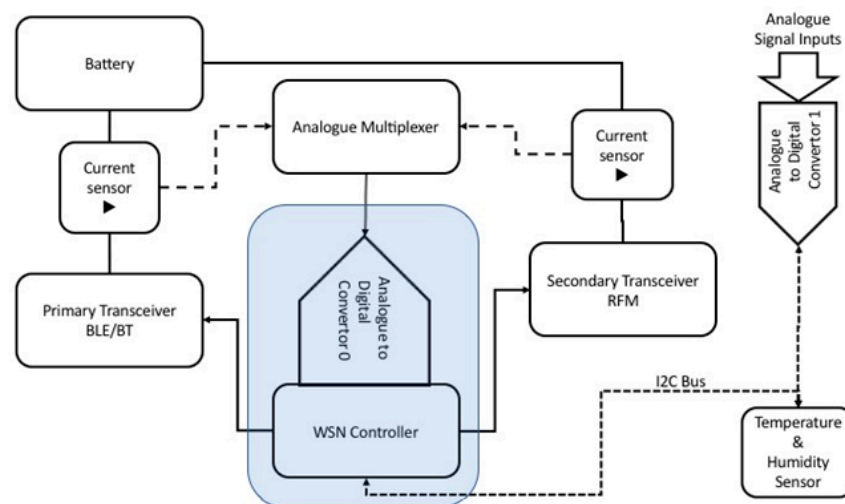 Analogue
Signal Inputs
Battery
Analogue Multiplexer
Current
sensor
Current
sensor
Analogue
to Digital
Convertor 1
Analogue to
Digital
Convertor 0
Primary Transceiver
BLE/BT
Secondary Transceiver
RFM
I2C Bus
WSN Controller
Temperature
&
Humidity
Sensor